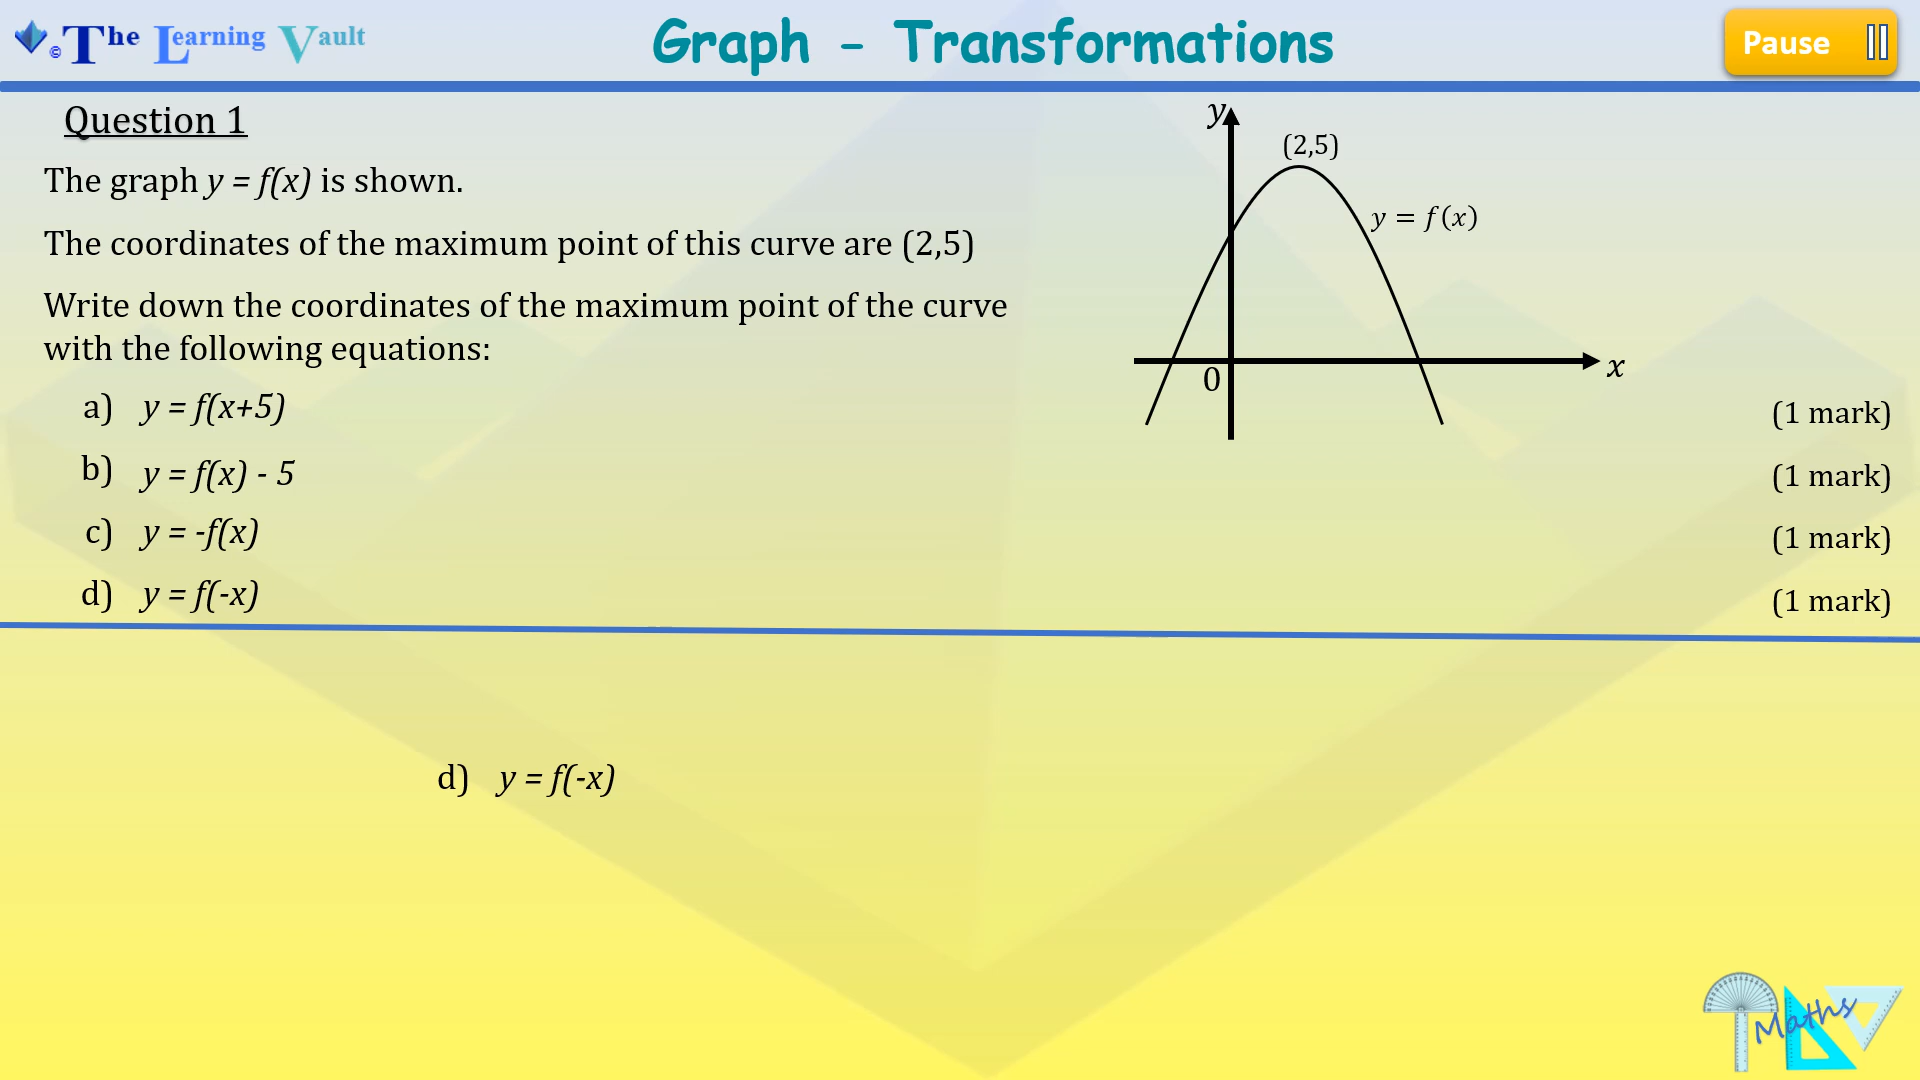 © The Learning Vault
Graph - Transformations
Pause
Question 1
The graph y = f(x) is shown.
The coordinates of the maximum point of this curve are (2,5)
Write down the coordinates of the maximum point of the curve
with the following equations:
y
(2,5)
y = f(x)
x
0
a) y = f(x+5) (1 mark)
b) y = f(x) - 5 (1 mark)
c) y = -f(x) (1 mark)
d) y = f(-x) (1 mark)
d) y = f(-x)
Maths